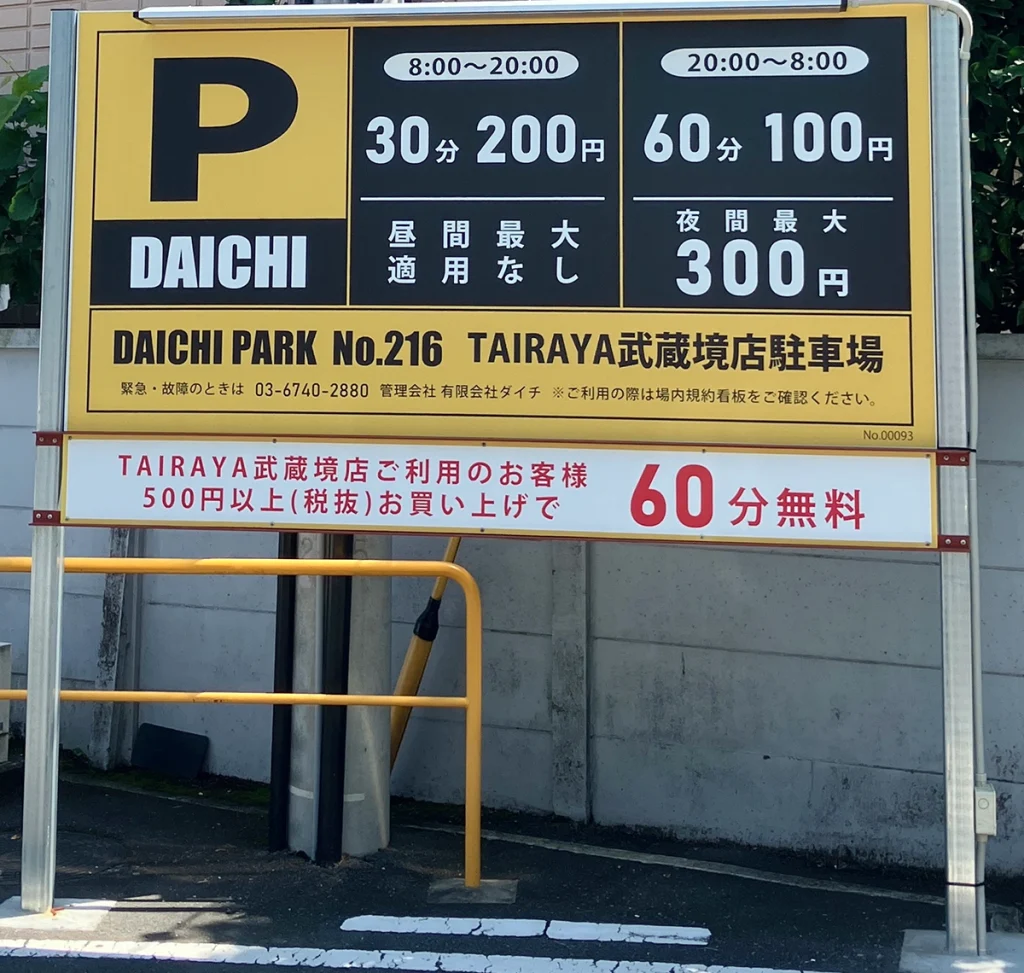 P
DAICHI
8:00～20:00
30分 200円
昼間最大
適用なし
20:00～8:00
60分 100円
夜間最大
300円
DAICHI PARK No.216 TAIRAYA武蔵境店駐車場
緊急・故障のときは 03-6740-2880 管理会社 有限会社ダイチ ※ご利用の際は場内規約看板をご確認ください。
No.00093
TAIRAYA武蔵境店ご利用のお客様
500円以上(税抜)お買い上げで
60分無料